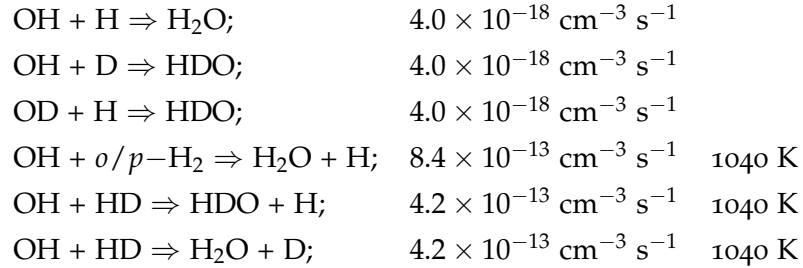 OH + H ⇒ H₂O; 4.0 × 10⁻¹⁸ cm⁻³ s⁻¹
OH + D ⇒ HDO; 4.0 × 10⁻¹⁸ cm⁻³ s⁻¹
OD + H ⇒ HDO; 4.0 × 10⁻¹⁸ cm⁻³ s⁻¹
OH + o/p−H₂ ⇒ H₂O + H; 8.4 × 10⁻¹³ cm⁻³ s⁻¹ 1040 K
OH + HD ⇒ HDO + H; 4.2 × 10⁻¹³ cm⁻³ s⁻¹ 1040 K
OH + HD ⇒ H₂O + D; 4.2 × 10⁻¹³ cm⁻³ s⁻¹ 1040 K